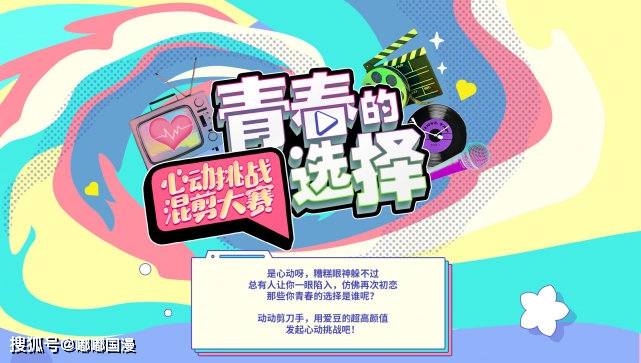 青春的
选择
心动挑战
混剪大赛
是心动呀，糟糕眼神躲不过
总有人让你一眼陷入，仿佛再次初恋
那些你青春的选择是谁呢？
动动剪刀手，用爱豆的超高颜值
发起心动挑战吧！
搜狐号@嘟嘟国漫